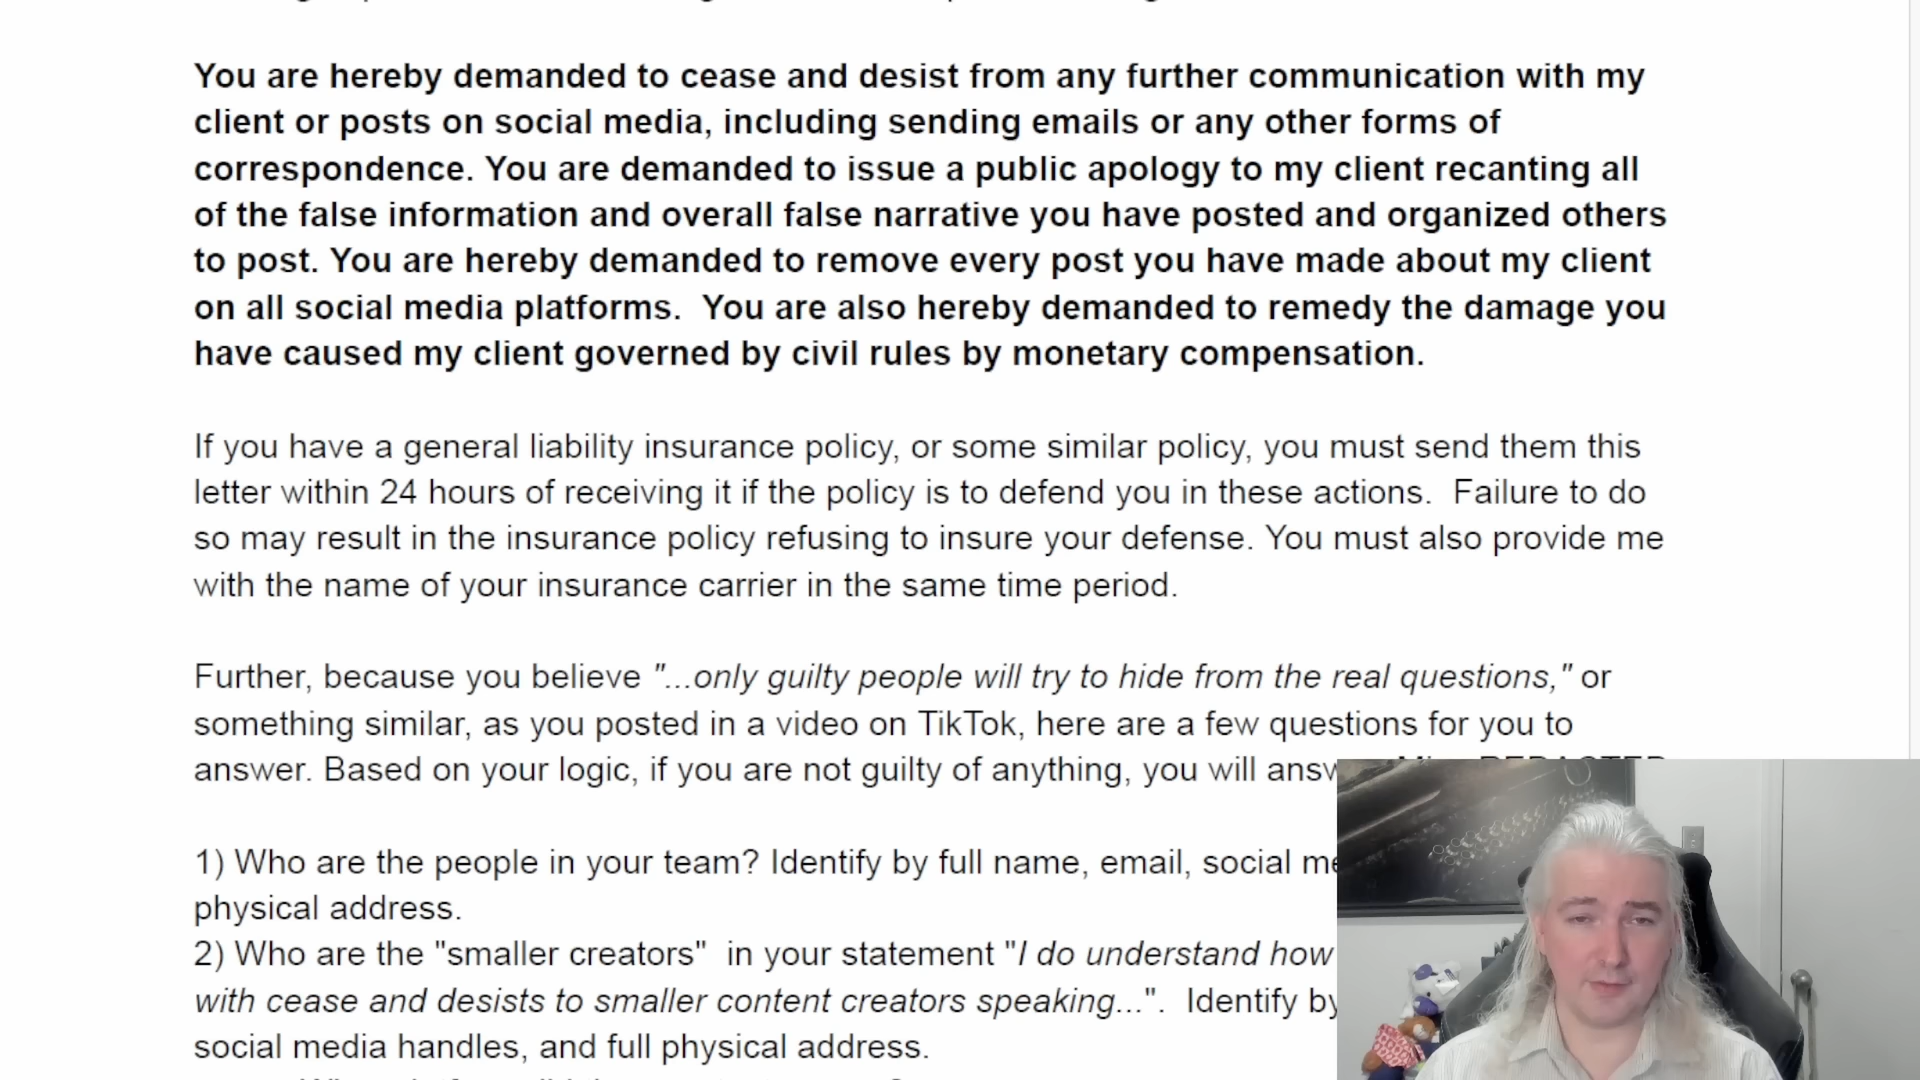 You are hereby demanded to cease and desist from any further communication with my
client or posts on social media, including sending emails or any other forms of
correspondence. You are demanded to issue a public apology to my client recanting all
of the false information and overall false narrative you have posted and organized others
to post. You are hereby demanded to remove every post you have made about my client
on all social media platforms.  You are also hereby demanded to remedy the damage you
have caused my client governed by civil rules by monetary compensation.
If you have a general liability insurance policy, or some similar policy, you must send them this
letter within 24 hours of receiving it if the policy is to defend you in these actions.  Failure to do
so may result in the insurance policy refusing to insure your defense. You must also provide me
with the name of your insurance carrier in the same time period.
Further, because you believe "...only guilty people will try to hide from the real questions," or
something similar, as you posted in a video on TikTok, here are a few questions for you to
answer. Based on your logic, if you are not guilty of anything, you will
1) Who are the people in your team? Identify by full name, email, social
physical address.
2) Who are the "smaller creators"  in your statement "I do understand how
with cease and desists to smaller content creators speaking...".  Identify by
social media handles, and full physical address.